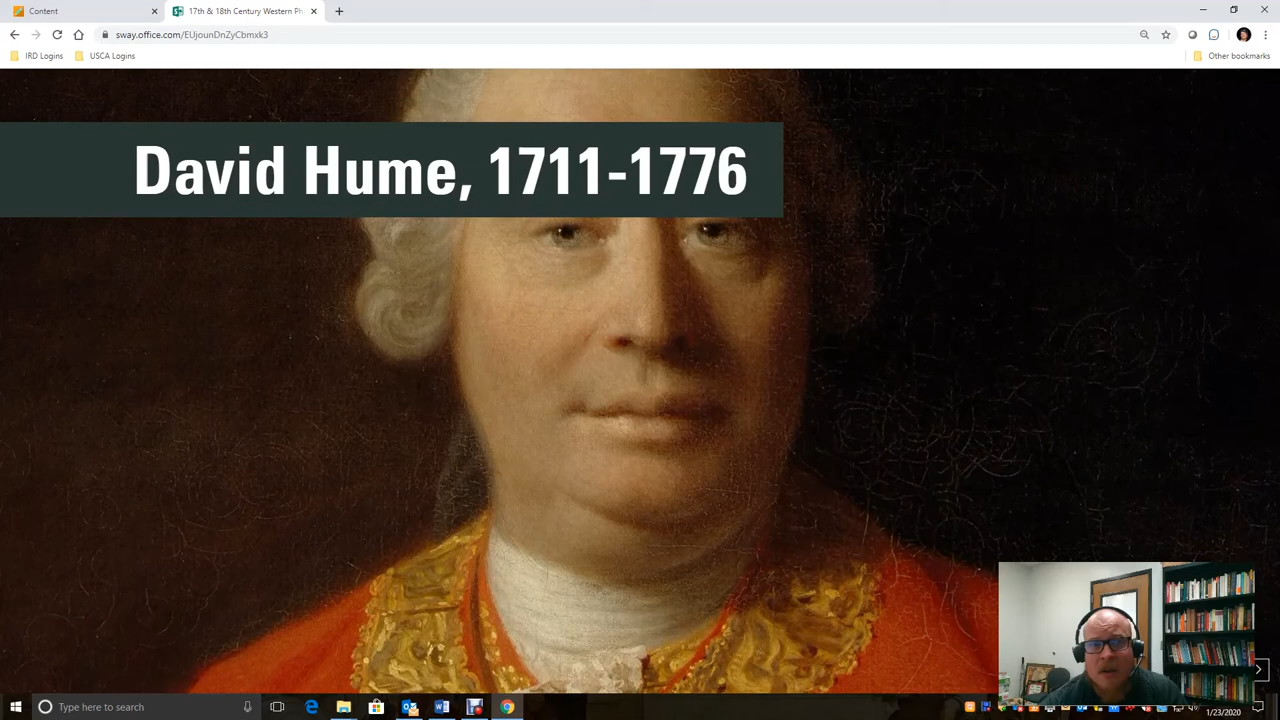 Content
17th & 18th Century Western Ph
sway.office.com/EUjounDnZyCbmxk3
IRD Logins
USCA Logins
Other bookmarks
David Hume, 1711-1776
Type here to search
1/23/2020